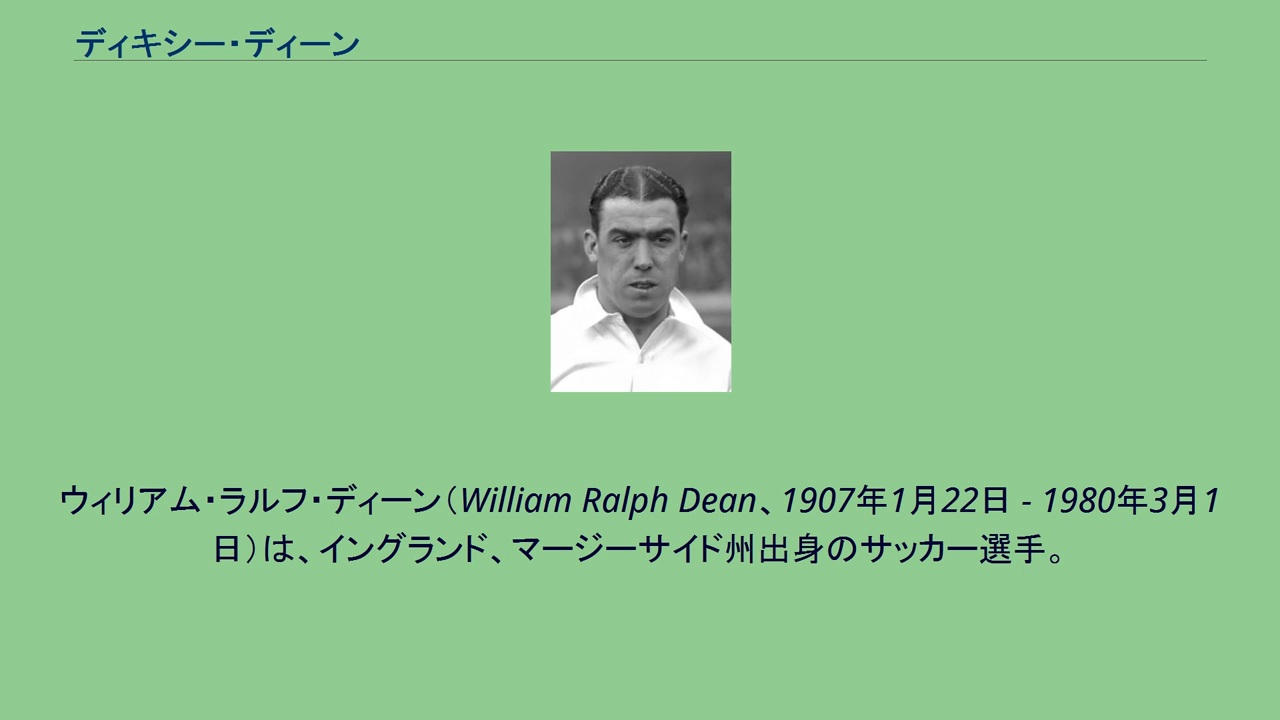 ディキシー・ディーン
ウィリアム・ラルフ・ディーン（William Ralph Dean、1907年1月22日 - 1980年3月1
日）は、イングランド、マージーサイド州出身のサッカー選手。